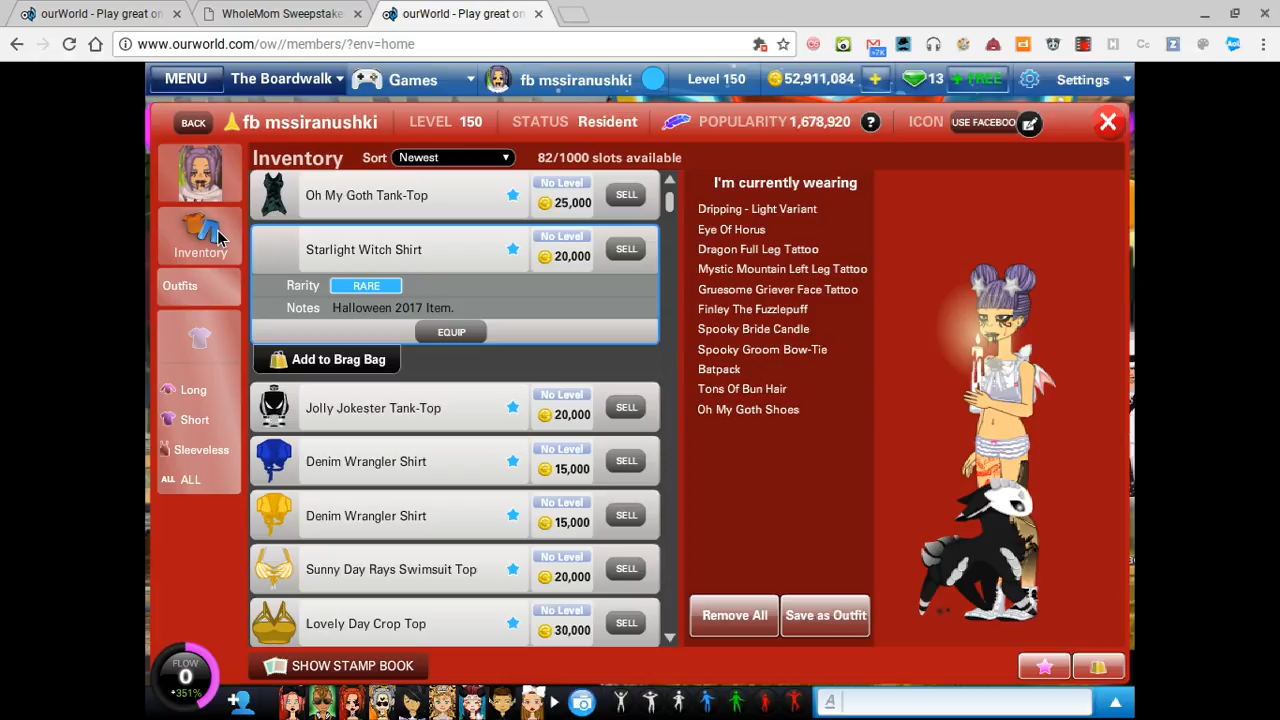 ourWorld - Play great on
WholeMom Sweepstake
ourWorld - Play great on
www.ourworld.com/ow//members/?env=home
+7K
Cc
Z
Aol
MENU
The Boardwalk
Games
fb mssiranushki
Level 150
52,911,084
+
13
+ FREE
Settings
BACK
fb mssiranushki
LEVEL 150
STATUS Resident
POPULARITY 1,678,920
?
ICON
USE FACEBOO
Inventory
Sort
Newest
82/1000 slots available
Oh My Goth Tank-Top
No Level
25,000
SELL
Starlight Witch Shirt
No Level
20,000
SELL
Rarity
RARE
Notes
Halloween 2017 Item.
EQUIP
Add to Brag Bag
Jolly Jokester Tank-Top
No Level
20,000
SELL
Denim Wrangler Shirt
No Level
15,000
SELL
Denim Wrangler Shirt
No Level
15,000
SELL
Sunny Day Rays Swimsuit Top
No Level
20,000
SELL
Lovely Day Crop Top
No Level
30,000
SELL
Inventory
Outfits
Long
Short
Sleeveless
ALL ALL
I'm currently wearing
Dripping - Light Variant
Eye Of Horus
Dragon Full Leg Tattoo
Mystic Mountain Left Leg Tattoo
Gruesome Griever Face Tattoo
Finley The Fuzzlepuff
Spooky Bride Candle
Spooky Groom Bow-Tie
Batpack
Tons Of Bun Hair
Oh My Goth Shoes
Remove All
Save as Outfit
SHOW STAMP BOOK
FLOW
0
+351%
A